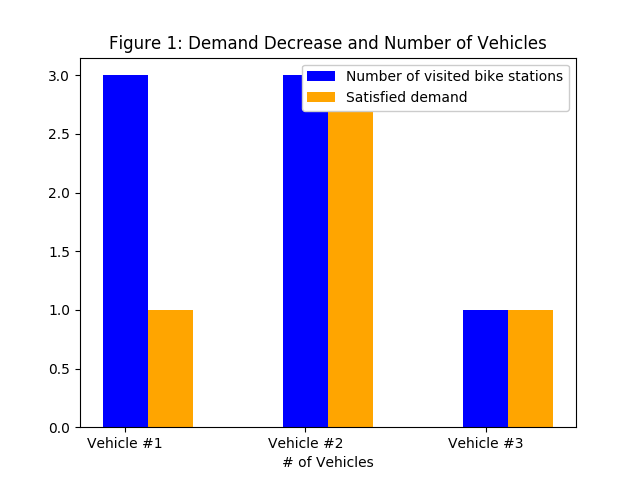 Figure 1: Demand Decrease and Number of Vehicles
Number of visited bike stations
Satisfied demand
3.0
2.5
2.0
1.5
1.0
0.5
0.0
Vehicle #1 Vehicle #2 Vehicle #3
# of Vehicles